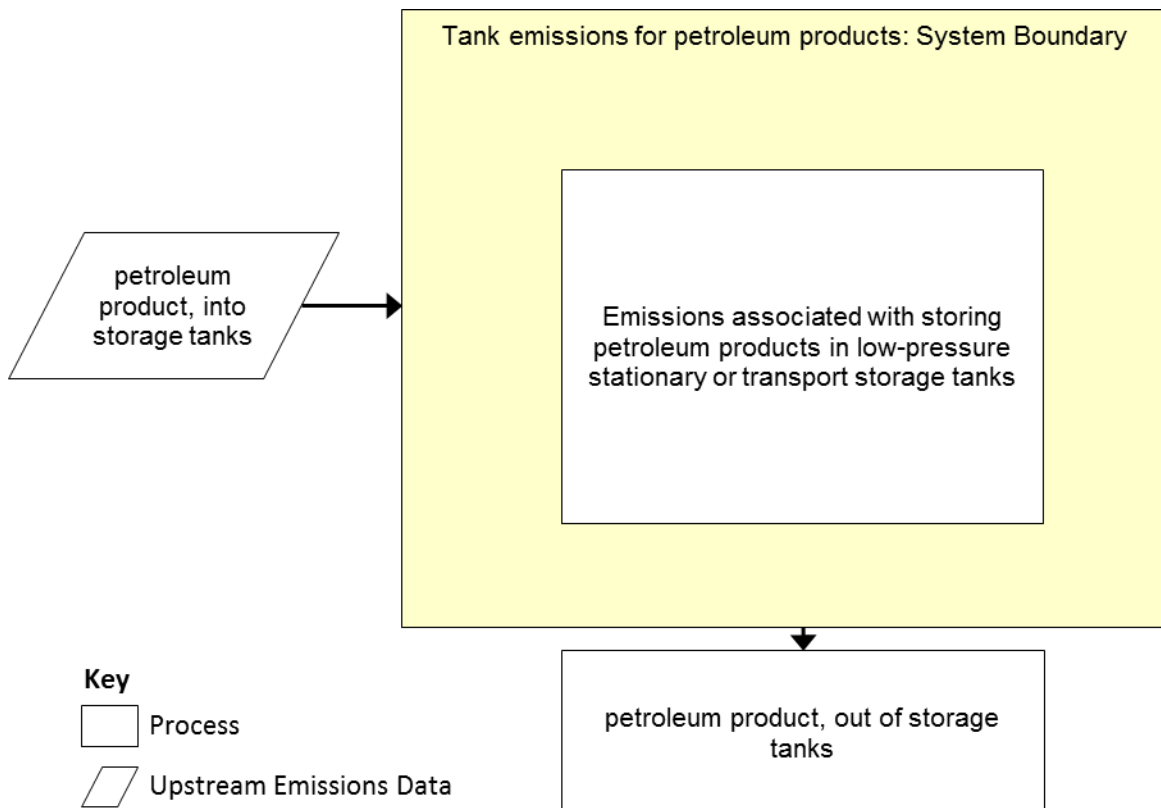 Tank emissions for petroleum products: System Boundary
petroleum
product, into
storage tanks
Emissions associated with storing
petroleum products in low-pressure
stationary or transport storage tanks
petroleum product, out of storage
tanks
Key
Process
Upstream Emissions Data